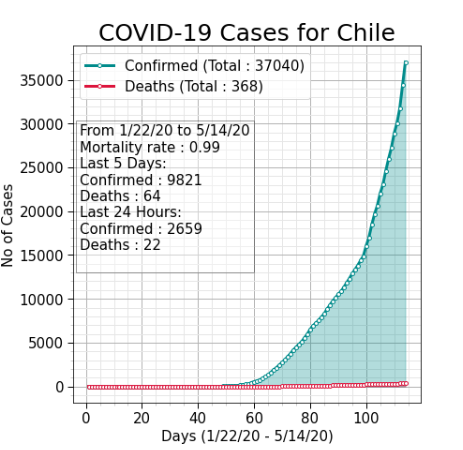 COVID-19 Cases for Chile
Confirmed (Total : 37040)
Deaths (Total : 368)
From 1/22/20 to 5/14/20
Mortality rate : 0.99
Last 5 Days:
Confirmed : 9821
Deaths : 64
Last 24 Hours:
Confirmed : 2659
Deaths : 22
No of Cases
35000
30000
25000
20000
15000
10000
5000
0
0 20 40 60 80 100
Days (1/22/20 - 5/14/20)